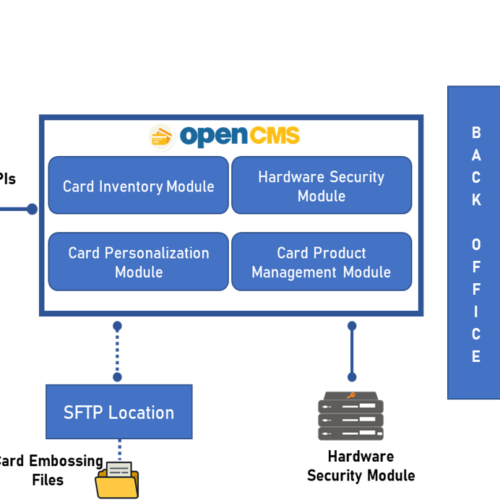 openCMS
PIs
Card Inventory Module
Hardware Security
Module
Card Personalization
Module
Card Product
Management Module
BACK OFFICE
SFTP Location
Card Embossing
Files
Hardware
Security Module